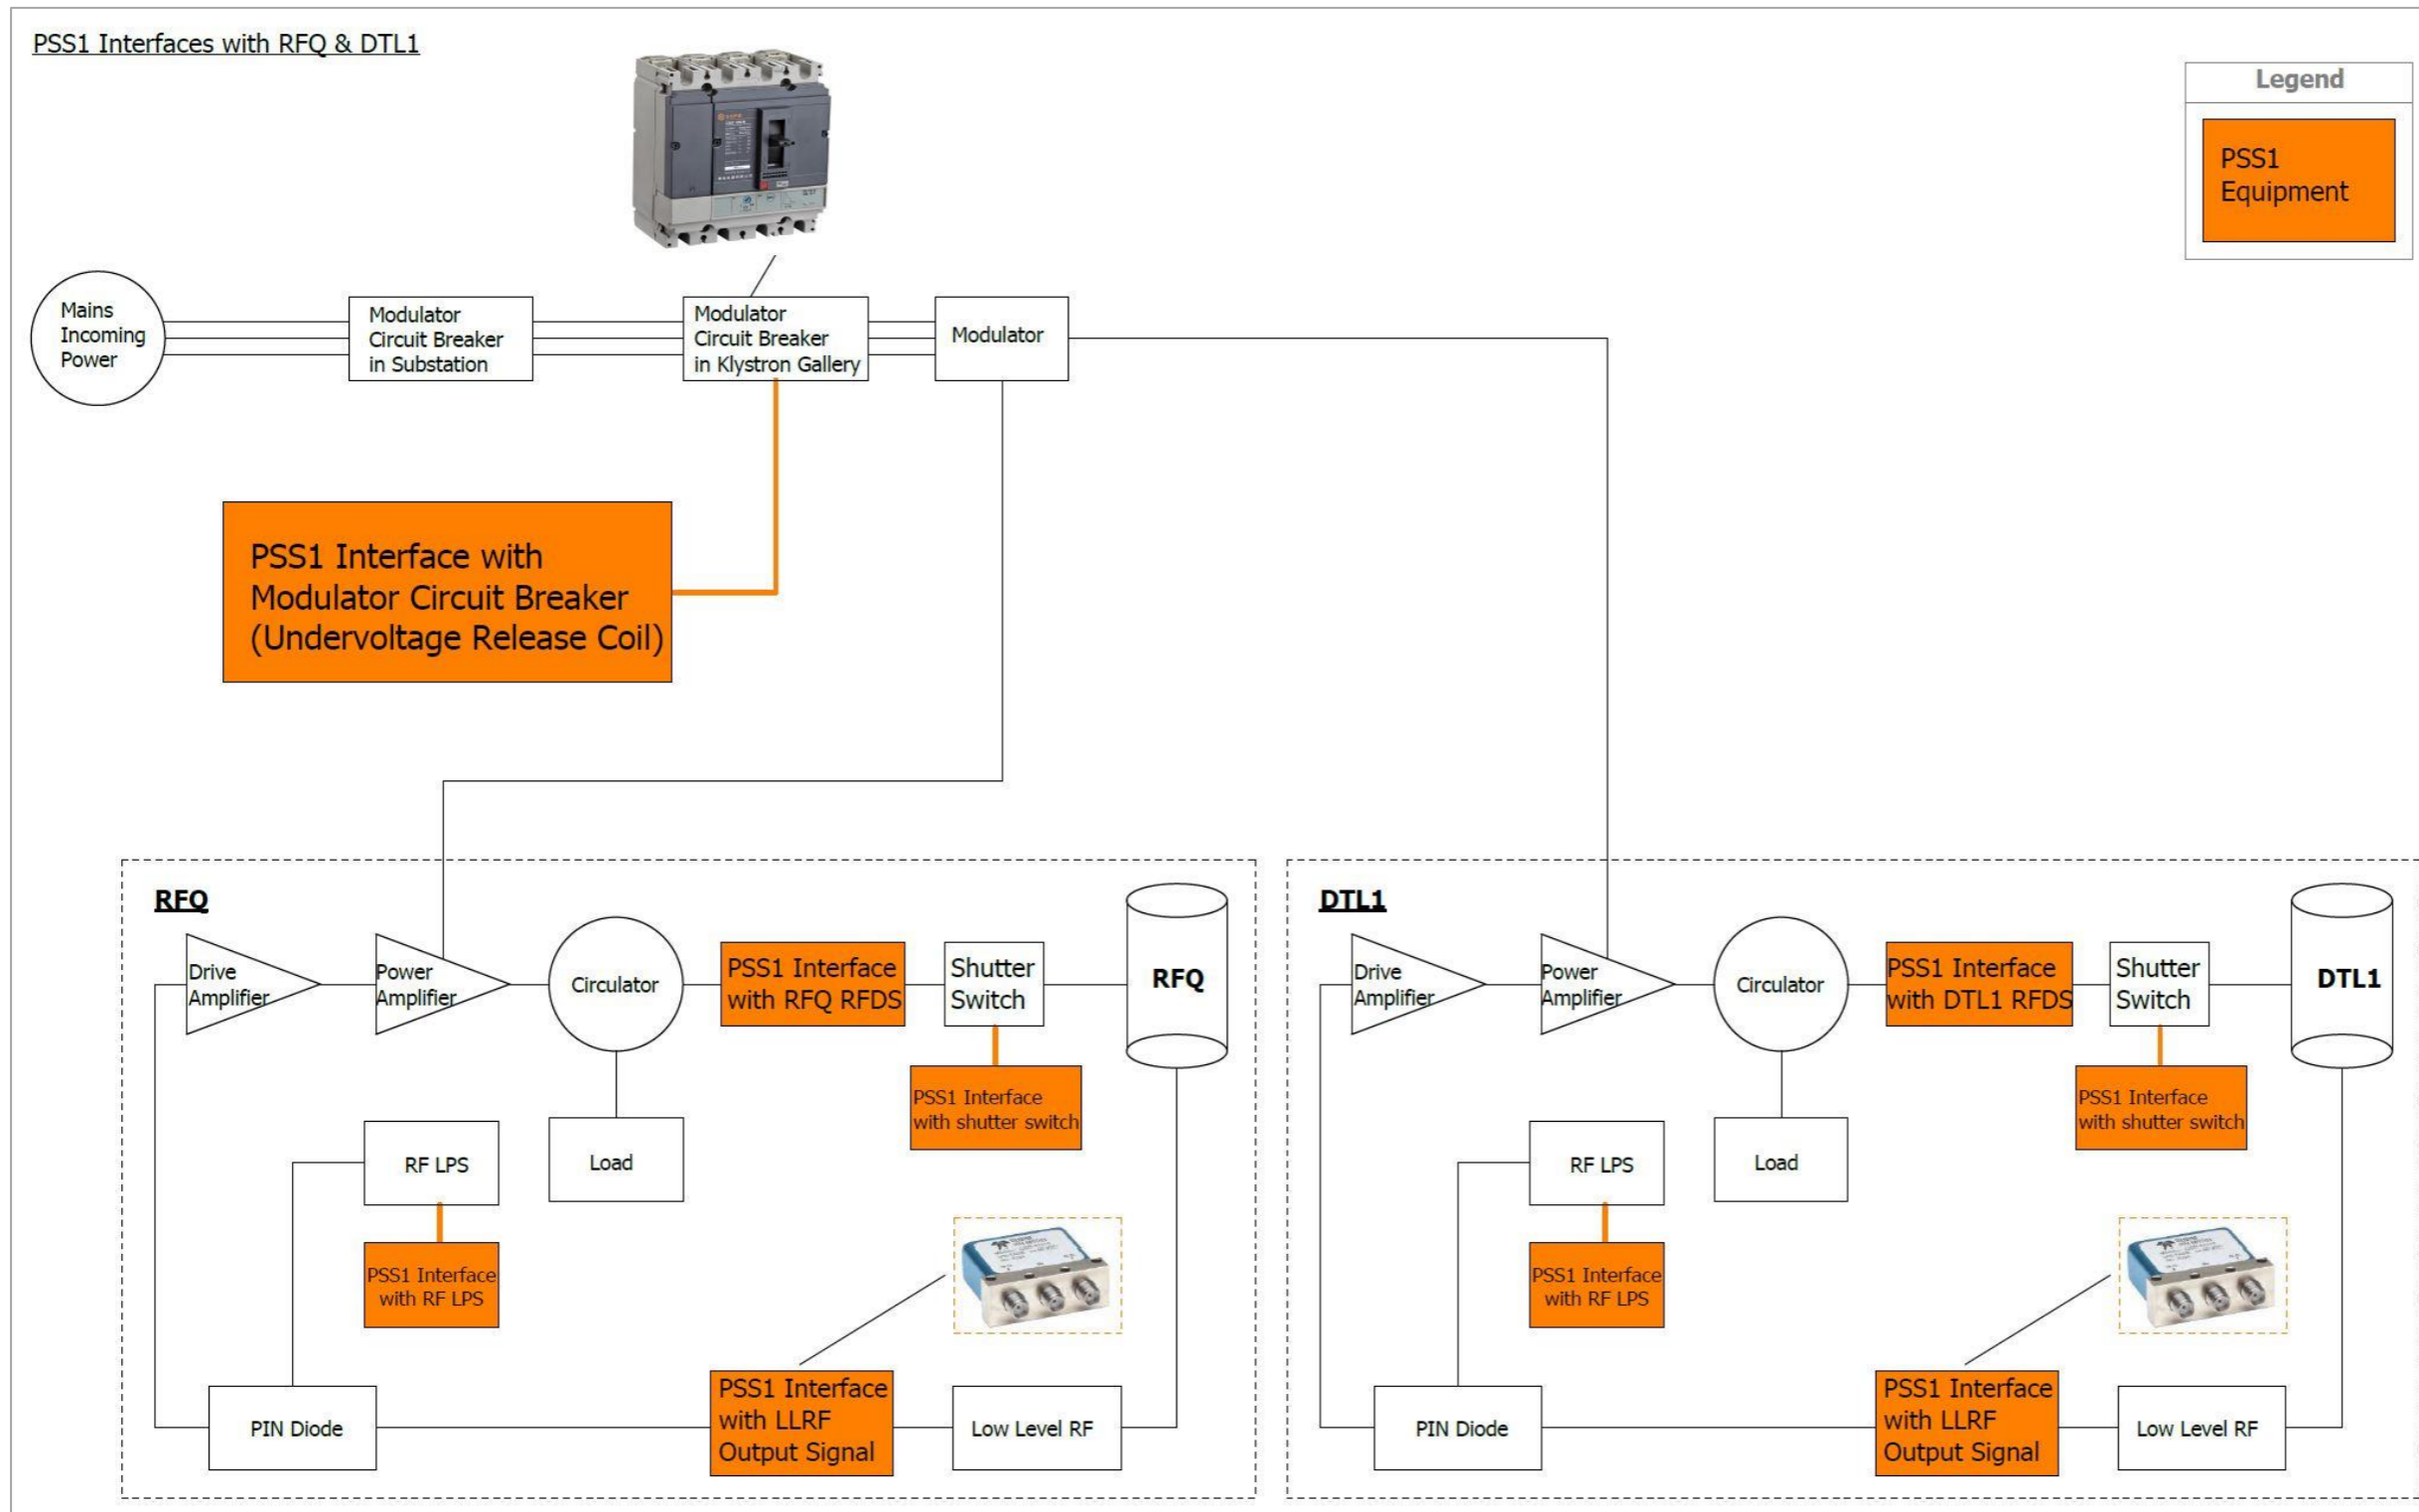 PSS1 Interfaces with RFQ & DTL1
Legend
PSS1
Equipment
Mains
Incoming
Power
Modulator
Circuit Breaker
in Substation
Modulator
Circuit Breaker
in Klystron Gallery
Modulator
PSS1 Interface with
Modulator Circuit Breaker
(Undervoltage Release Coil)
RFQ
Drive
Amplifier
Power
Amplifier
Circulator
PSS1 Interface
with RFQ RFDS
Shutter
Switch
RFQ
PSS1 Interface
with shutter switch
RF LPS
Load
PSS1 Interface
with RF LPS
PIN Diode
PSS1 Interface
with LLRF
Output Signal
Low Level RF
DTL1
Drive
Amplifier
Power
Amplifier
Circulator
PSS1 Interface
with DTL1 RFDS
Shutter
Switch
DTL1
PSS1 Interface
with shutter switch
RF LPS
Load
PSS1 Interface
with RF LPS
PIN Diode
PSS1 Interface
with LLRF
Output Signal
Low Level RF